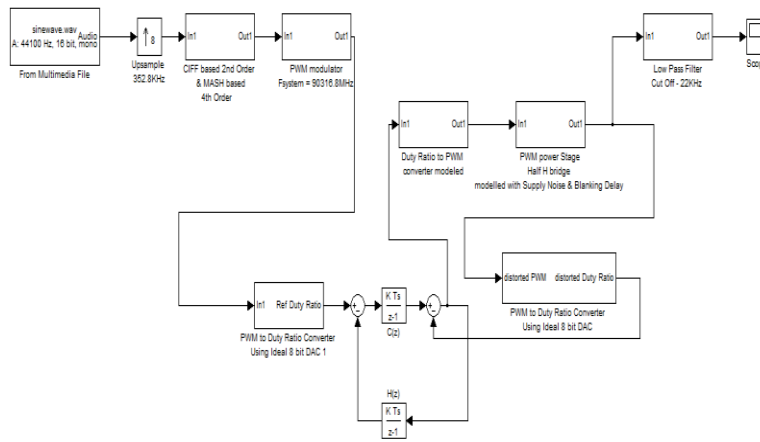 sinewave.wav
A: 44100 Hz, 16 bit, mono
Audio
From Multimedia File
8
Upsample
352.8KHz
In1 Out1
CIFF based 2nd Order
& MASH based
4th Order
In1 Out1
PWM modulator
Fsystem = 90316.8MHz
In1 Out1
Low Pass Filter
Cut Off - 22KHz
Scop
In1 Out1
Duty Ratio to PWM
converter modeled
In1 Out1
PWM power Stage
Half H bridge
modelled with Supply Noise & Blanking Delay
In1 Ref Duty Ratio
PWM to Duty Ratio Converter
Using Ideal 8 bit DAC 1
K Ts
z-1
C(z)
distorted PWM distorted Duty Ratio
PWM to Duty Ratio Converter
Using Ideal 8 bit DAC
H(z)
K Ts
z-1